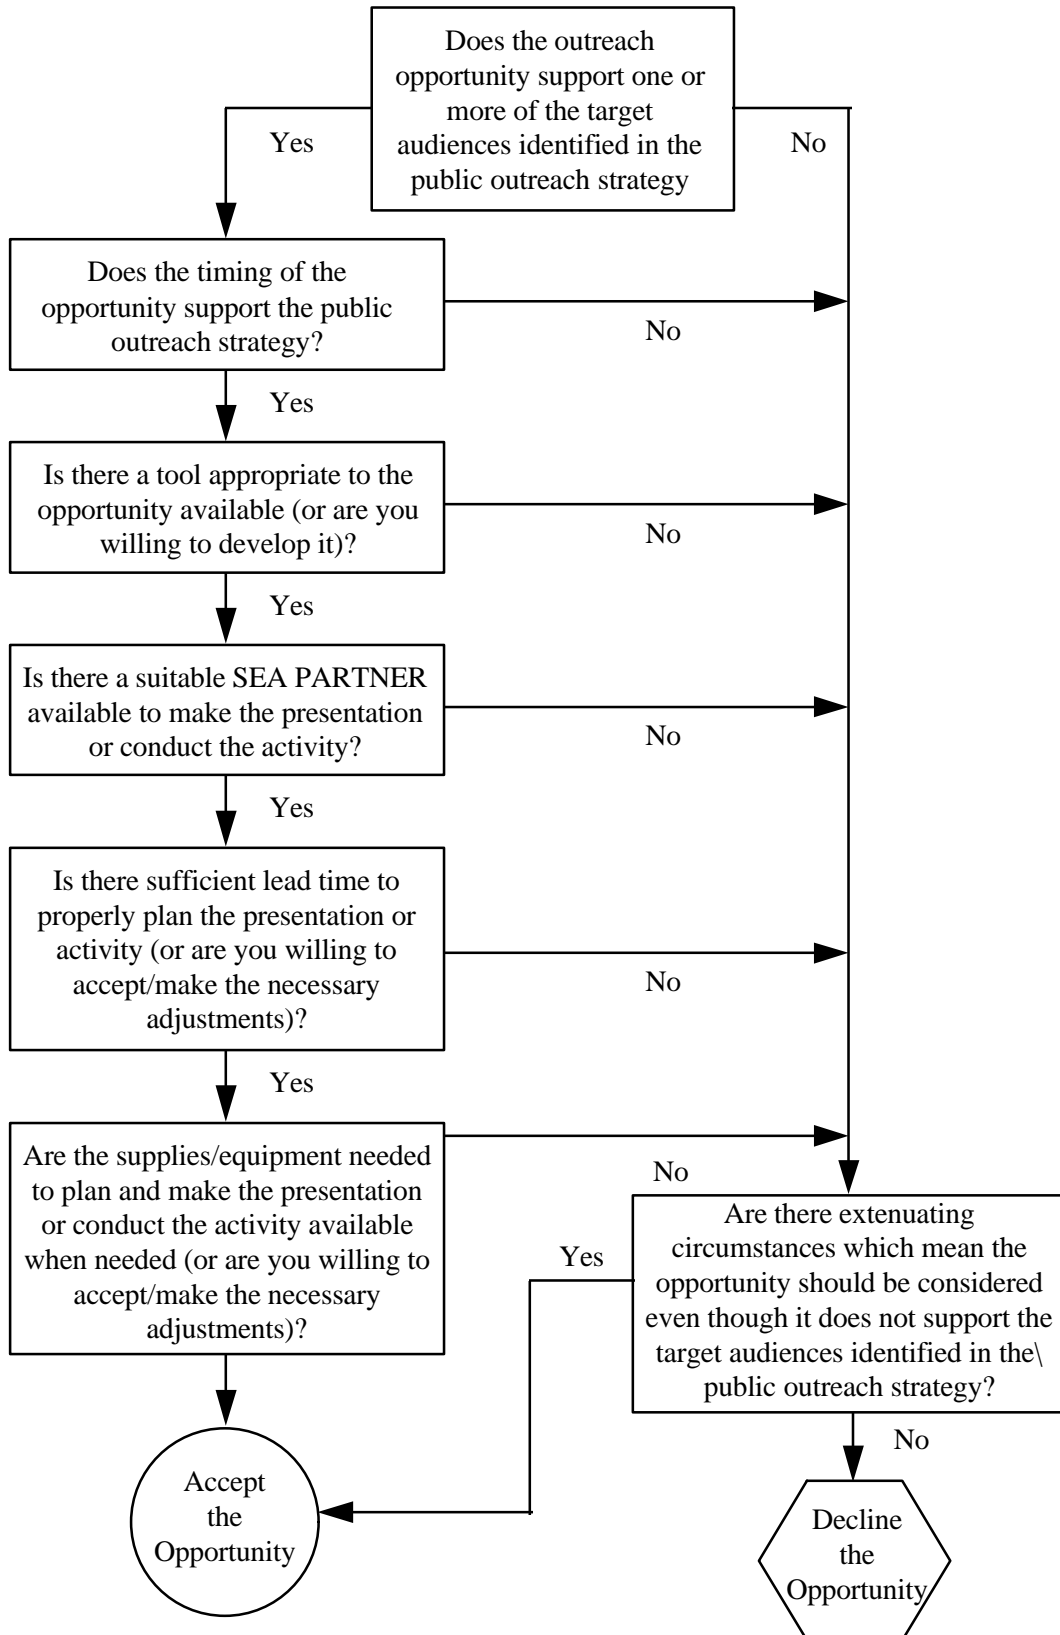 Does the outreach
opportunity support one or
more of the target
audiences identified in the
public outreach strategy
Yes
No
Does the timing of the
opportunity support the public
outreach strategy?
No
Yes
Is there a tool appropriate to the
opportunity available (or are you
willing to develop it)?
No
Yes
Is there a suitable SEA PARTNER
available to make the presentation
or conduct the activity?
No
Yes
Is there sufficient lead time to
properly plan the presentation or
activity (or are you willing to
accept/make the necessary
adjustments)?
No
Yes
Are the supplies/equipment needed
to plan and make the presentation
or conduct the activity available
when needed (or are you willing to
accept/make the necessary
adjustments)?
No
Yes
Are there extenuating
circumstances which mean the
opportunity should be considered
even though it does not support the
target audiences identified in the\
public outreach strategy?
No
Accept
the
Opportunity
Decline
the
Opportunity